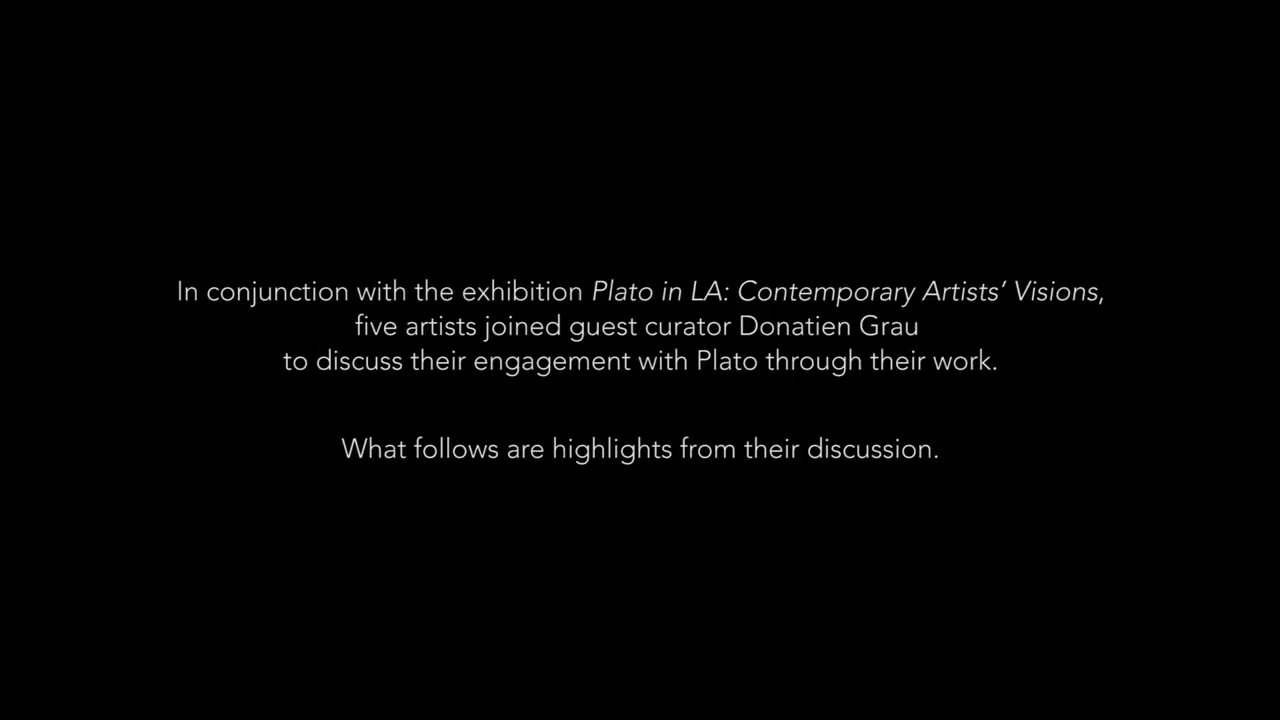 In conjunction with the exhibition Plato in LA: Contemporary Artists’ Visions,
five artists joined guest curator Donatien Grau
to discuss their engagement with Plato through their work.
What follows are highlights from their discussion.